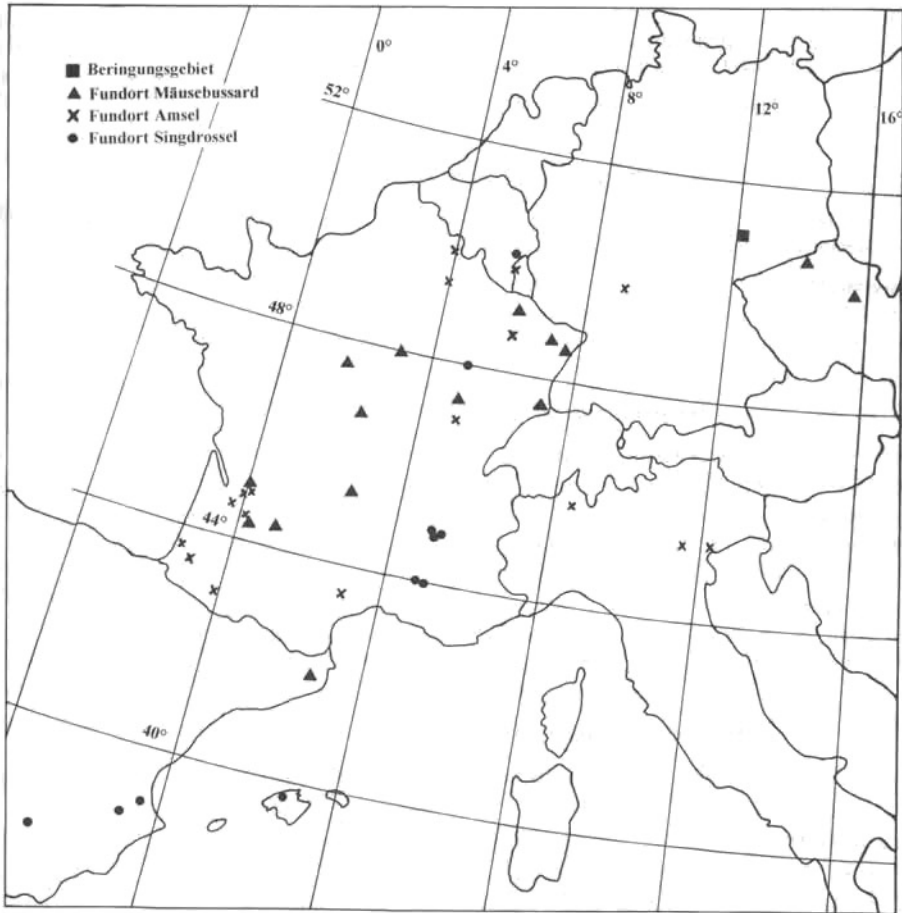 ■ Beringungsgebiet
▲ Fundort Mäusebussard
✗ Fundort Amsel
● Fundort Singdrossel
0°
4°
8°
12°
16°
52°
48°
44°
40°